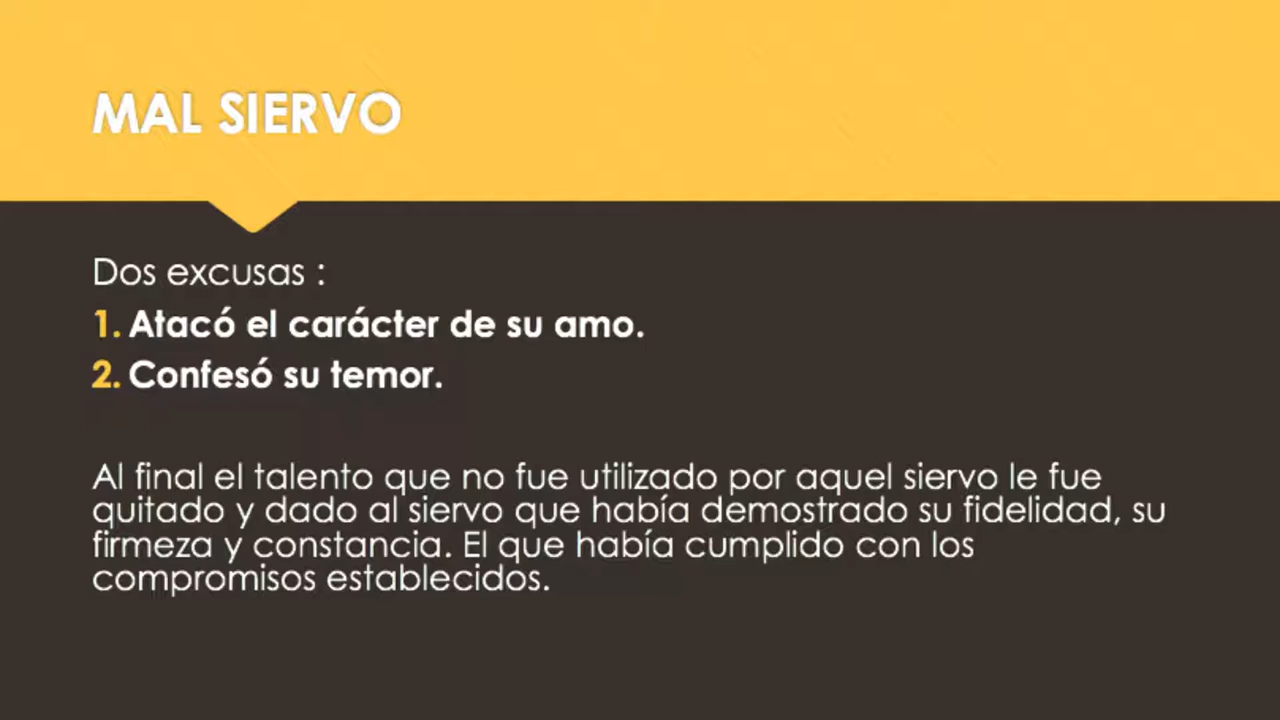 MAL SIERVO
Dos excusas :
1. Atacó el carácter de su amo.
2. Confesó su temor.
Al final el talento que no fue utilizado por aquel siervo le fue
quitado y dado al siervo que había demostrado su fidelidad, su
firmeza y constancia. El que había cumplido con los
compromisos establecidos.